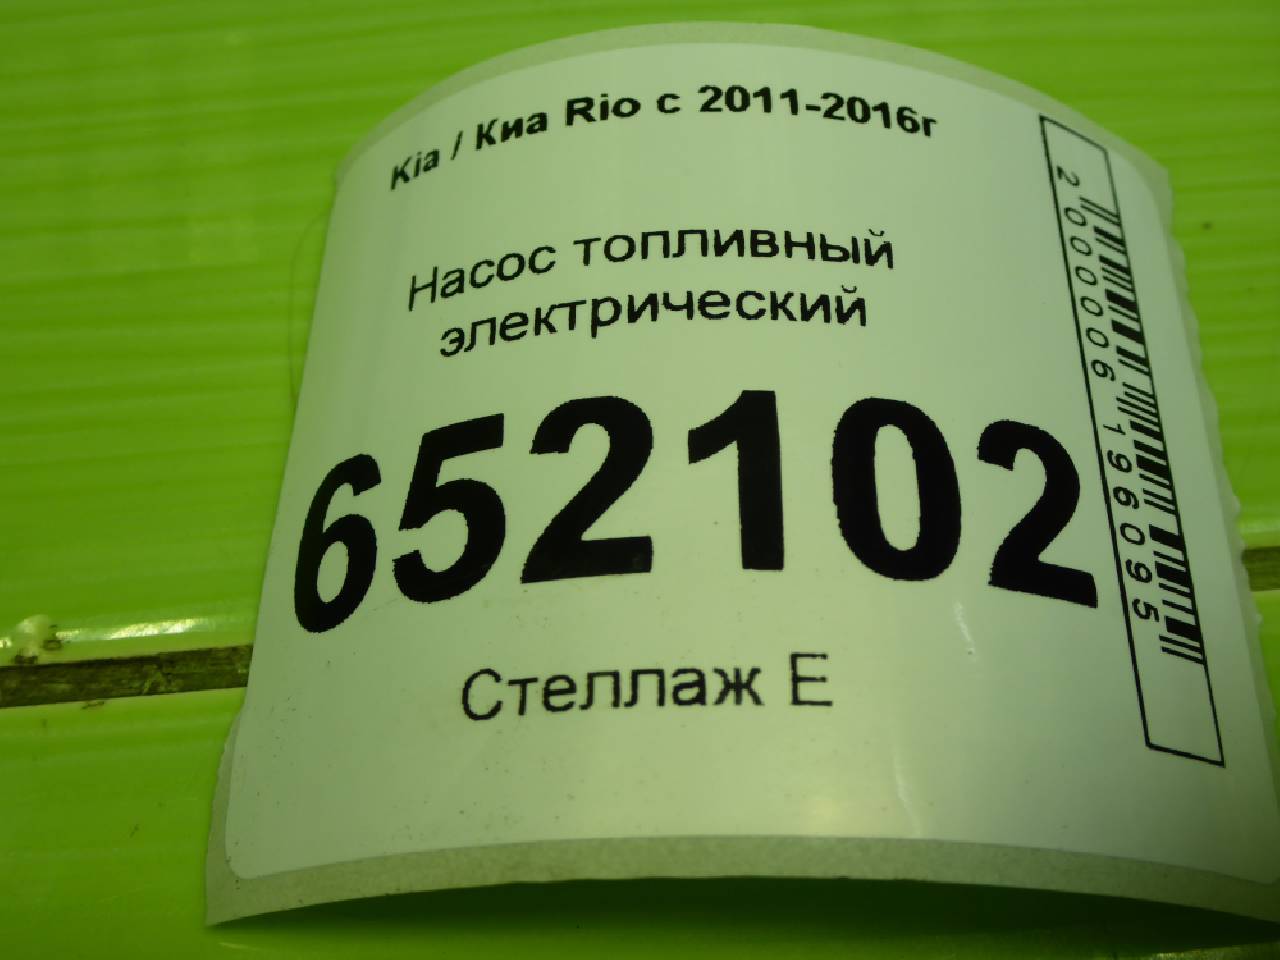 Kia / Киа Rio с 2011-2016г
Насос топливный
электрический
652102
Стеллаж Е
2000006196095